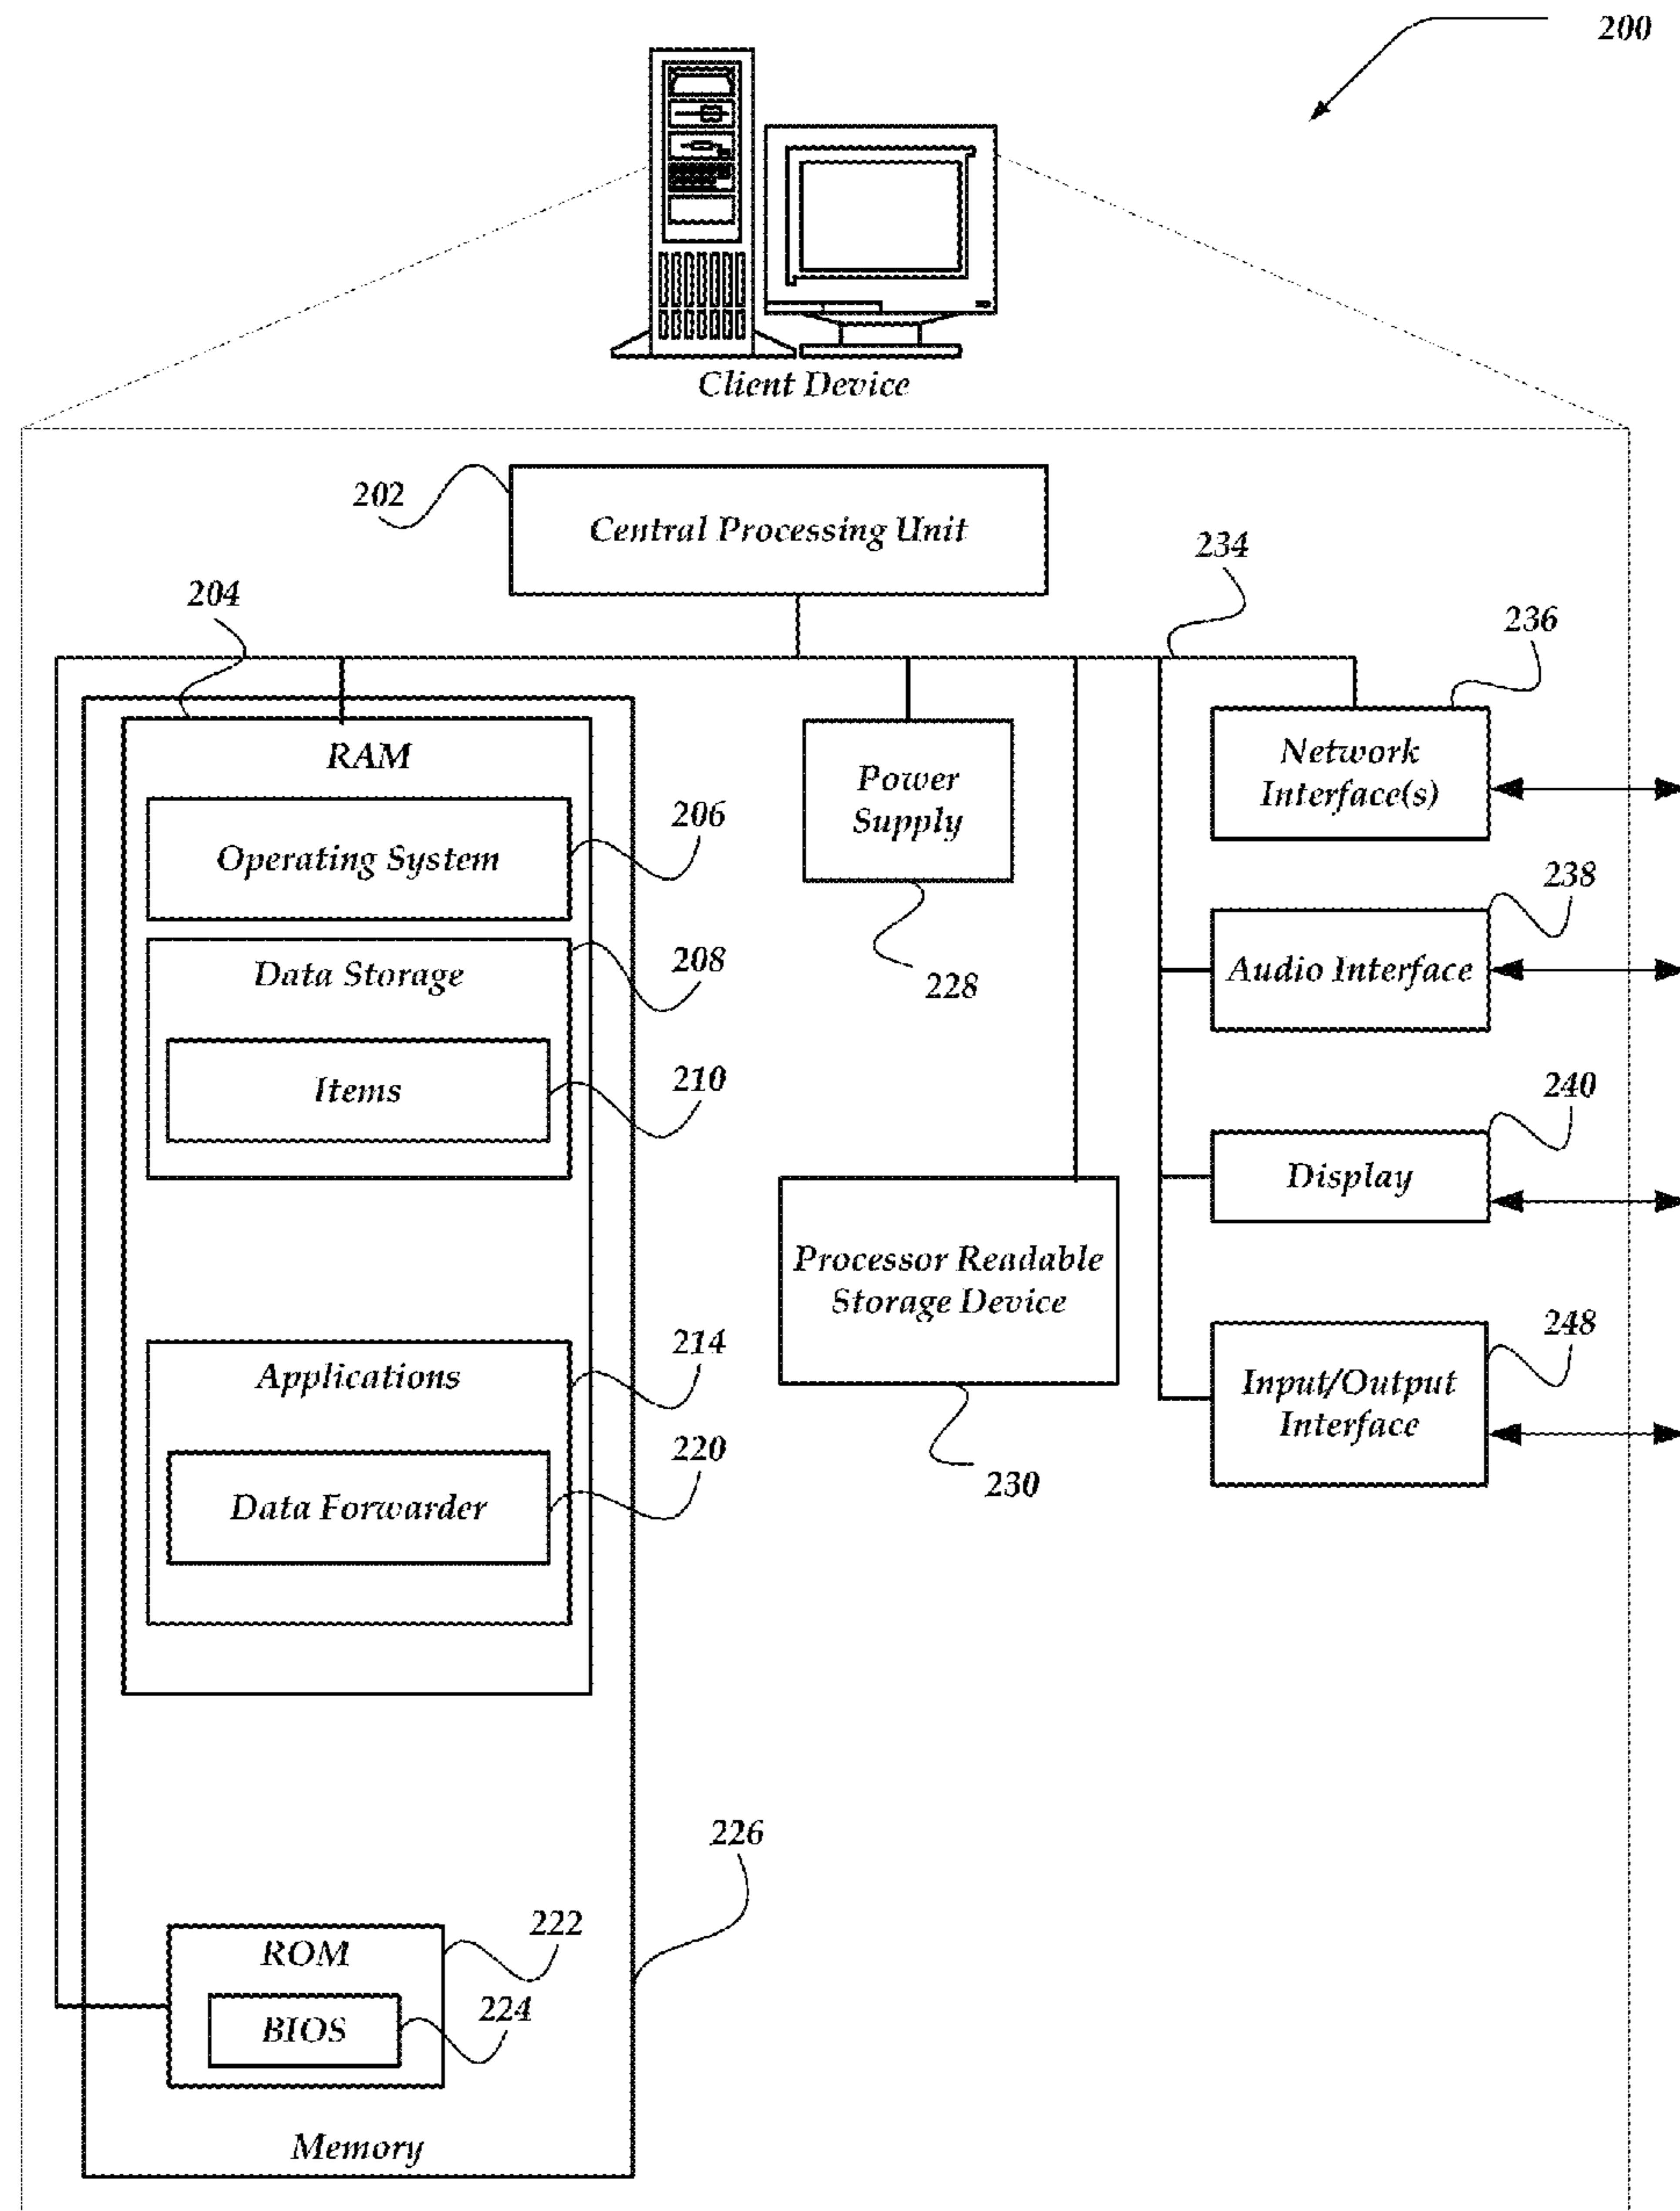 200
Client Device
202
Central Processing Unit
234
204
236
RAM
Network
Interface(s)
Power
Supply
206
Operating System
238
208
Data Storage
Audio Interface
228
210
Items
240
Display
Processor Readable
Storage Device
214
248
Applications
Input/Output
Interface
220
230
Data Forwarder
226
222
ROM
224
BIOS
Memory